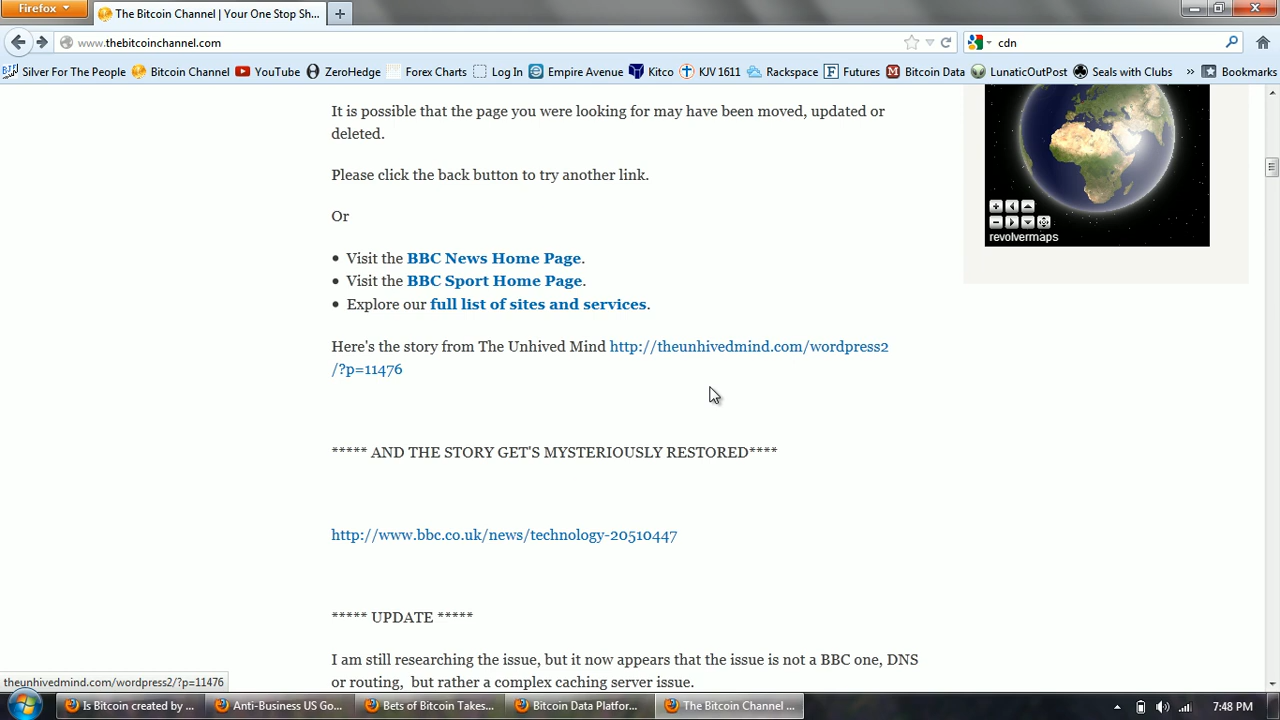 Firefox
The Bitcoin Channel | Your One Stop Sh...
www.thebitcoinchannel.com
cdn
Silver For The People
Bitcoin Channel
YouTube
ZeroHedge
Forex Charts
Log In
Empire Avenue
Kitco
KJV 1611
Rackspace
Futures
Bitcoin Data
LunaticOutPost
Seals with Clubs
»
Bookmarks
It is possible that the page you were looking for may have been moved, updated or
deleted.
Please click the back button to try another link.
Or
• Visit the BBC News Home Page.
• Visit the BBC Sport Home Page.
• Explore our full list of sites and services.
Here's the story from The Unhived Mind http://theunhivedmind.com/wordpress2
/?p=11476
***** AND THE STORY GET'S MYSTERIOUSLY RESTORED****
http://www.bbc.co.uk/news/technology-20510447
***** UPDATE *****
I am still researching the issue, but it now appears that the issue is not a BBC one, DNS
or routing, but rather a complex caching server issue.
revolvermaps
theunhivedmind.com/wordpress2/?p=11476
Is Bitcoin created by ...
Anti-Business US Go...
Bets of Bitcoin Takes...
Bitcoin Data Platfor...
The Bitcoin Channel ...
7:48 PM